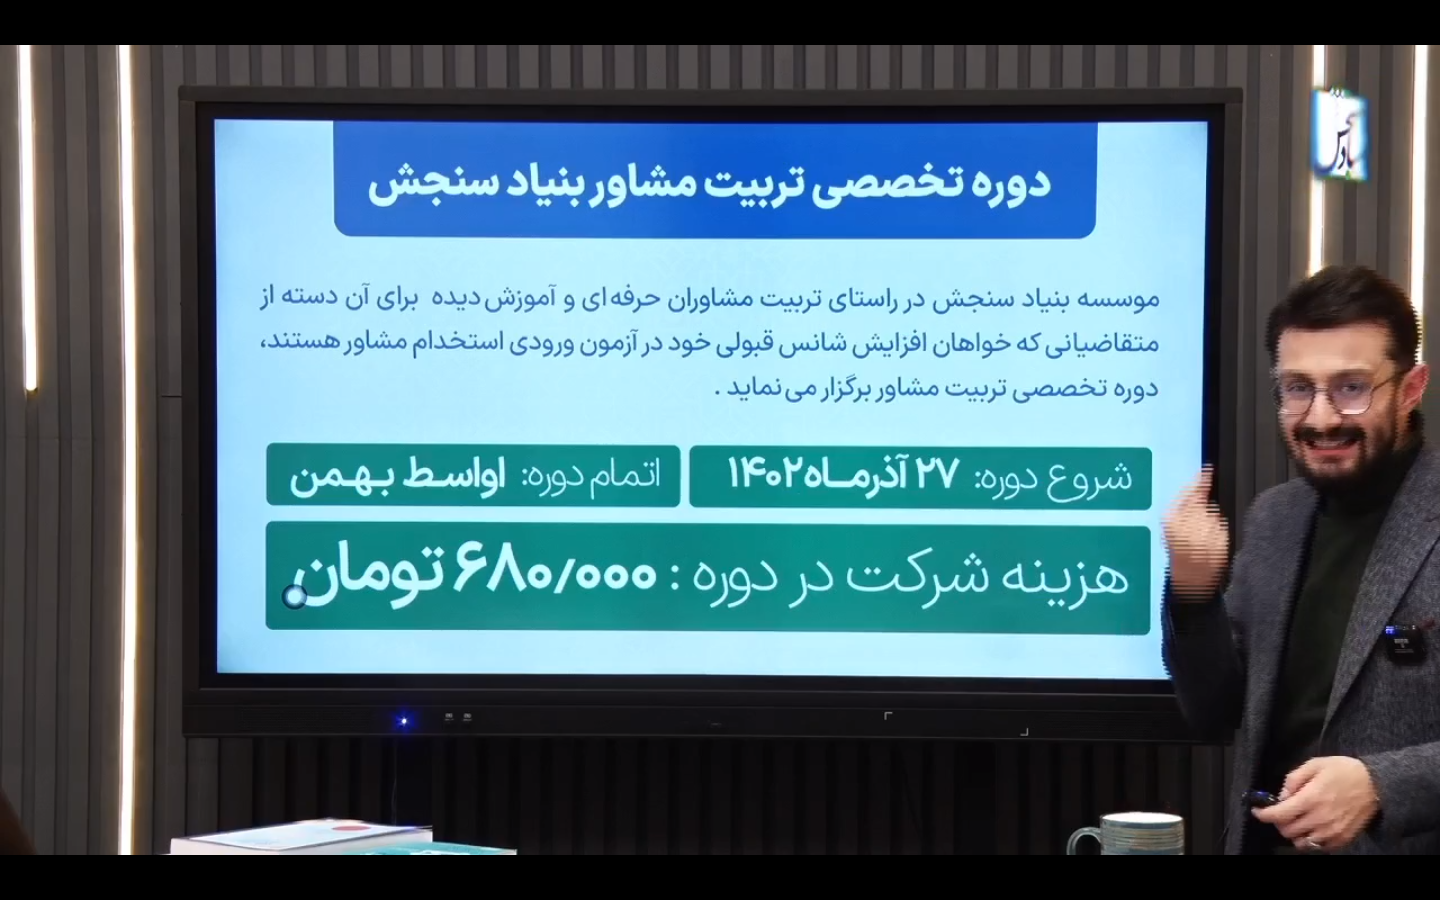 دوره تخصصی تربیت مشاور بنیاد سنجش
موسسه بنیاد سنجش در راستای تربیت مشاوران حرفه‌ای و آموزش دیده برای آن دسته از
متقاضیانی که خواهان افزایش شانس قبولی خود در آزمون ورودی استخدام مشاور هستند،
دوره تخصصی تربیت مشاور برگزار می‌نماید .
شروع دوره: ۲۷ آذرماه ۱۴۰۲
اتمام دوره: اواسط بهمن
هزینه شرکت در دوره : ۶۸۰/۰۰۰ تومان